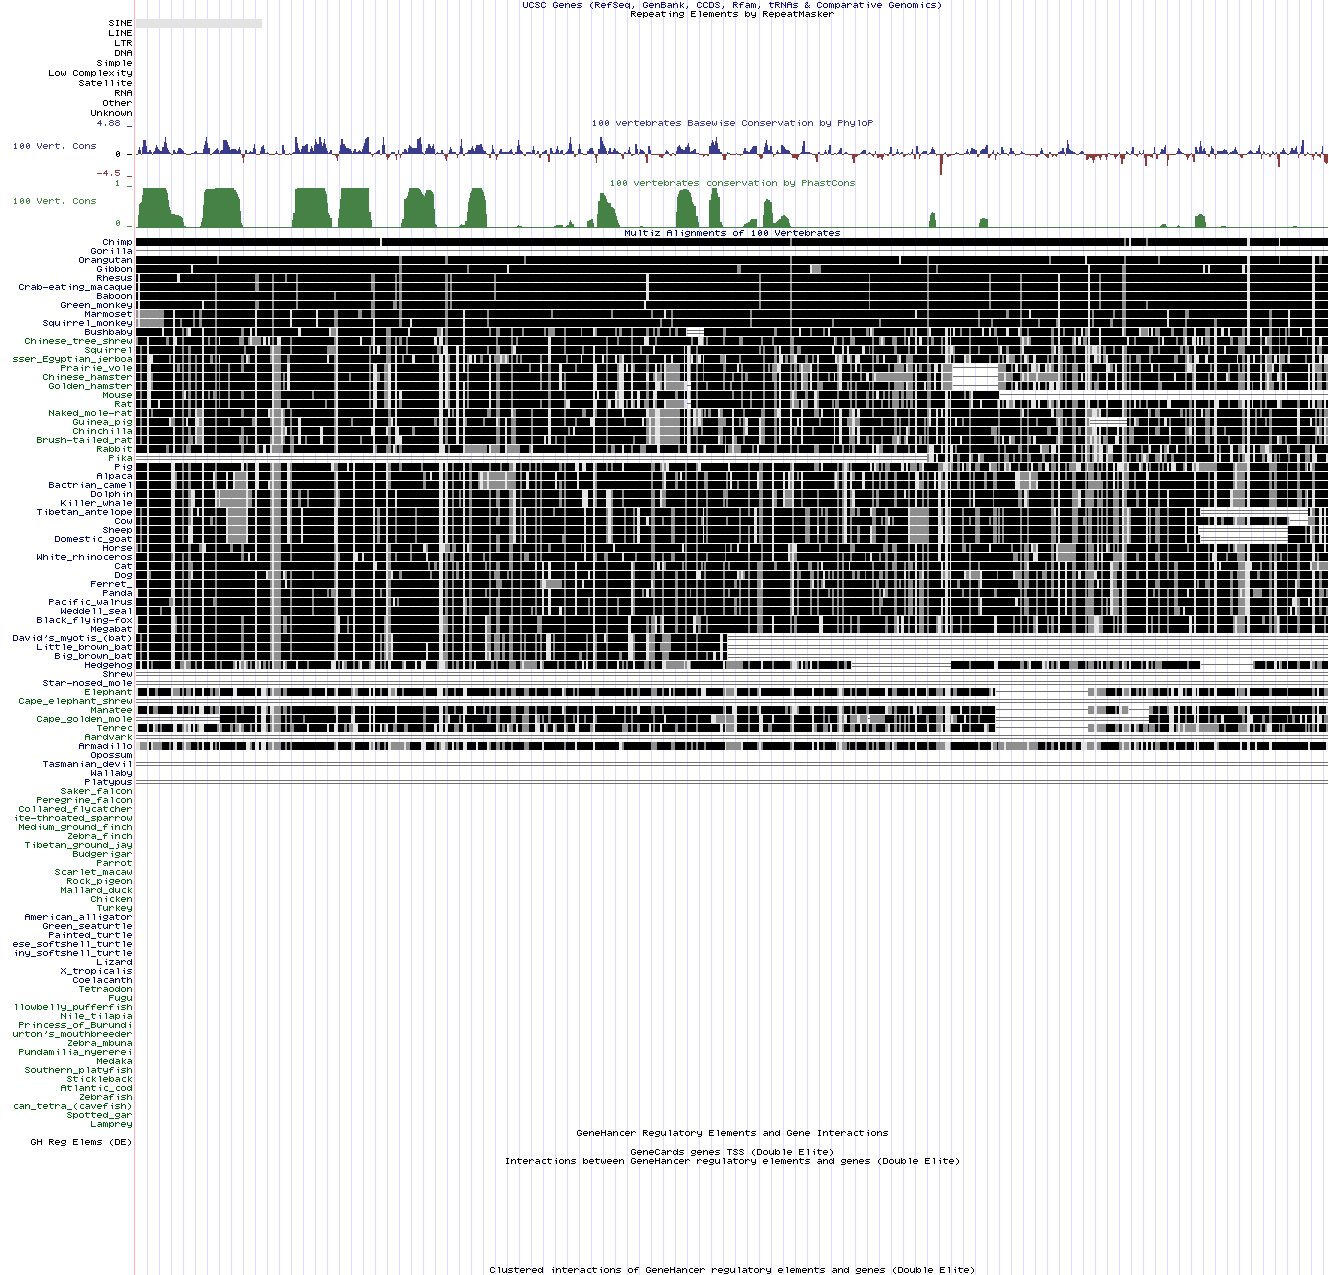 UCSC Genes (RefSeq, GenBank, CCDS, Rfam, tRNAs & Comparative Genomics)
Repeating Elements by RepeatMasker
SINE
LINE
LTR
DNA
Simple
Low Complexity
Satellite
RNA
Other
Unknown
4.88 _
100 vertebrates Basewise Conservation by PhyloP
100 Vert. Cons
0 _
-4.5 _
100 vertebrates conservation by PhastCons
1 _
100 Vert. Cons
0 _
Multiz Alignments of 100 Vertebrates
Chimp
Gorilla
Orangutan
Gibbon
Rhesus
Crab-eating_macaque
Baboon
Green_monkey
Marmoset
Squirrel_monkey
Bushbaby
Chinese_tree_shrew
Squirrel
sser_Egyptian_jerboa
Prairie_vole
Chinese_hamster
Golden_hamster
Mouse
Rat
Naked_mole-rat
Guinea_pig
Chinchilla
Brush-tailed_rat
Rabbit
Pika
Pig
Alpaca
Bactrian_camel
Dolphin
Killer_whale
Tibetan_antelope
Cow
Sheep
Domestic_goat
Horse
White_rhinoceros
Cat
Dog
Ferret_
Panda
Pacific_walrus
Weddell_seal
Black_flying-fox
Megabat
David's_myotis_(bat)
Little_brown_bat
Big_brown_bat
Hedgehog
Shrew
Star-nosed_mole
Elephant
Cape_elephant_shrew
Manatee
Cape_golden_mole
Tenrec
Aardvark
Armadillo
Opossum
Tasmanian_devil
Wallaby
Platypus
Saker_falcon
Peregrine_falcon
Collared_flycatcher
ite-throated_sparrow
Medium_ground_finch
Zebra_finch
Tibetan_ground_jay
Budgerigar
Parrot
Scarlet_macaw
Rock_pigeon
Mallard_duck
Chicken
Turkey
American_alligator
Green_seaturtle
Painted_turtle
ese_softshell_turtle
iny_softshell_turtle
Lizard
X_tropicalis
Coelacanth
Tetraodon
Fugu
llowbelly_pufferfish
Nile_tilapia
Princess_of_Burundi
urton's_mouthbreeder
Zebra_mbuna
Pundamilia_nyererei
Medaka
Southern_platyfish
Stickleback
Atlantic_cod
Zebrafish
can_tetra_(cavefish)
Spotted_gar
Lamprey
GeneHancer Regulatory Elements and Gene Interactions
GH Reg Elems (DE)
GeneCards genes TSS (Double Elite)
Interactions between GeneHancer regulatory elements and genes (Double Elite)
Clustered interactions of GeneHancer regulatory elements and genes (Double Elite)